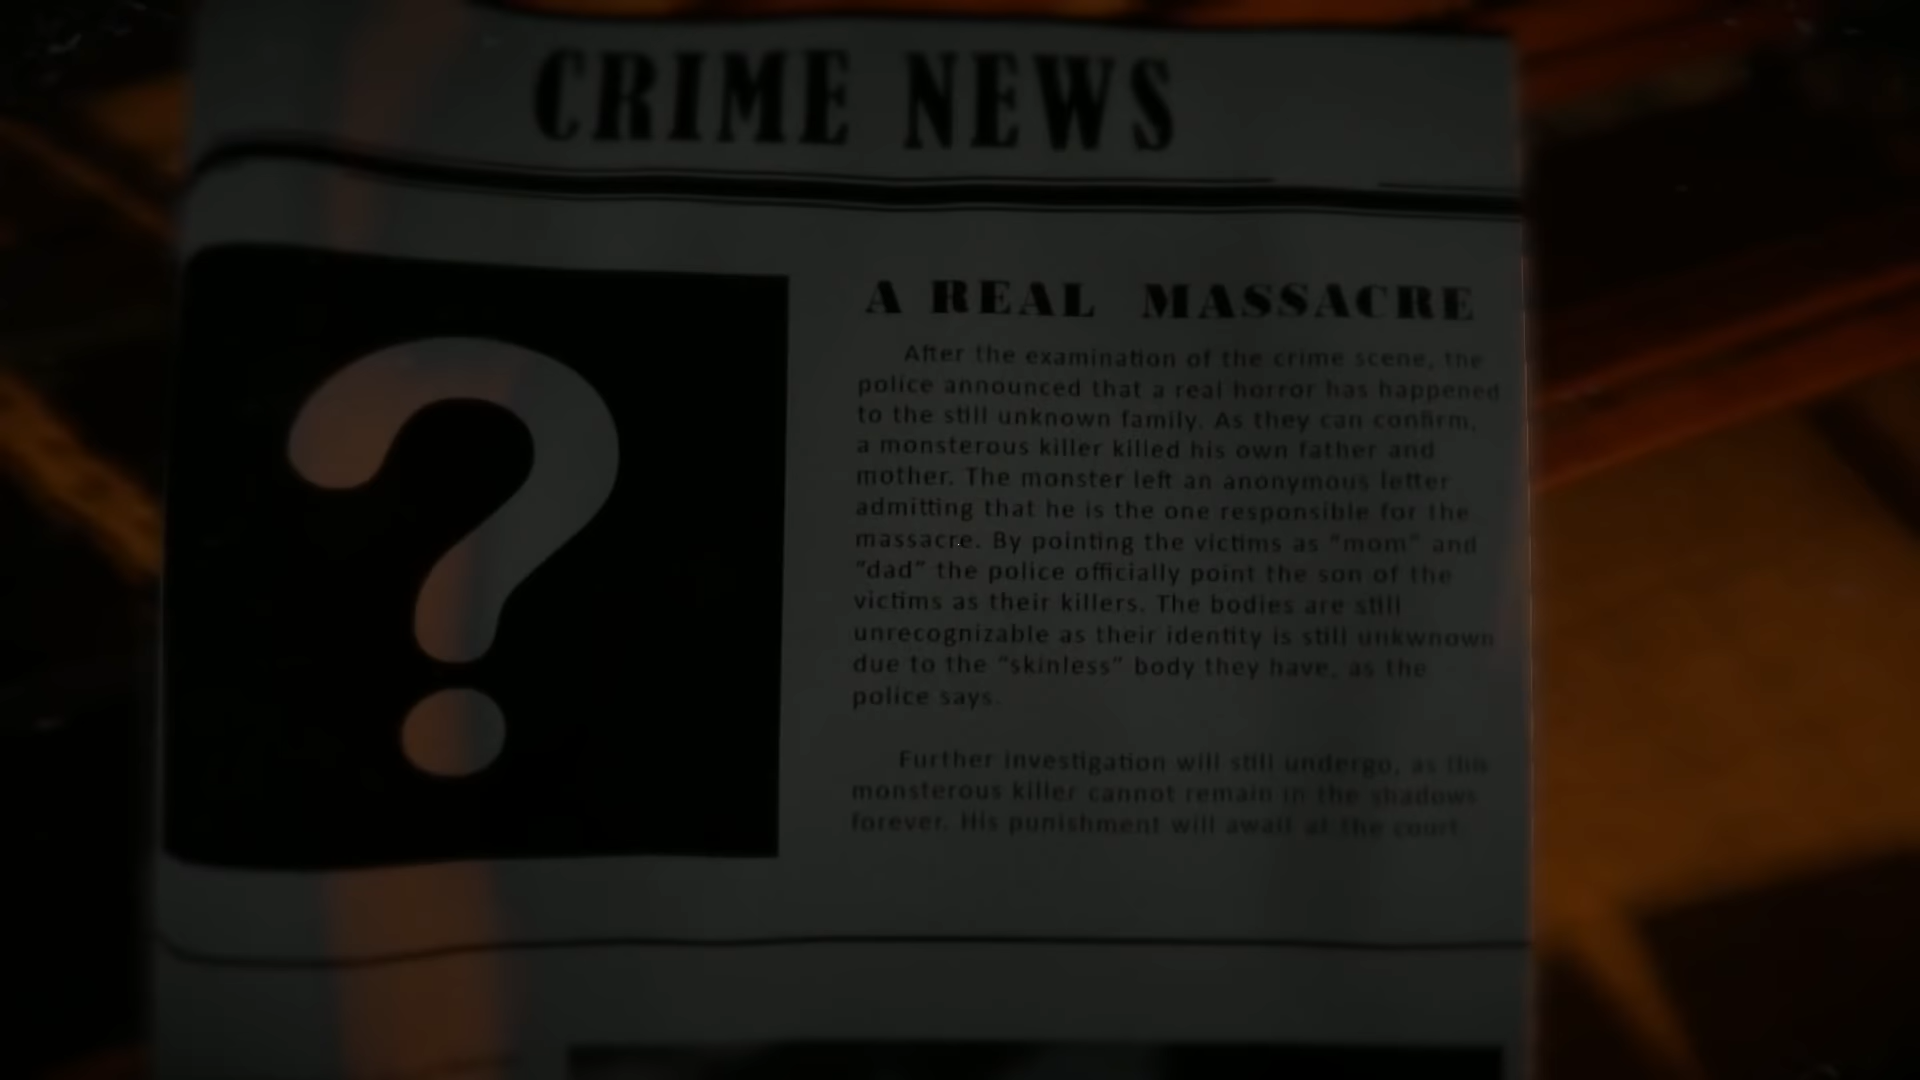 CRIME NEWS
A REAL MASSACRE
After the examination of the crime scene, the
police announced that a real horror has happened
to the still unknown family. As they can confirm,
a monsterous killer killed his own father and
mother. The monster left an anonymous letter
admitting that he is the one responsible for the
massacre. By pointing the victims as "mom" and
"dad" the police officially point the son of the
victims as their killers. The bodies are still
unrecognizable as their identity is still unkwnown
due to the "skinless" body they have, as the
police says.
Further investigation will still undergo, as this
monsterous killer cannot remain in the shadows
forever. His punishment will await at the court.